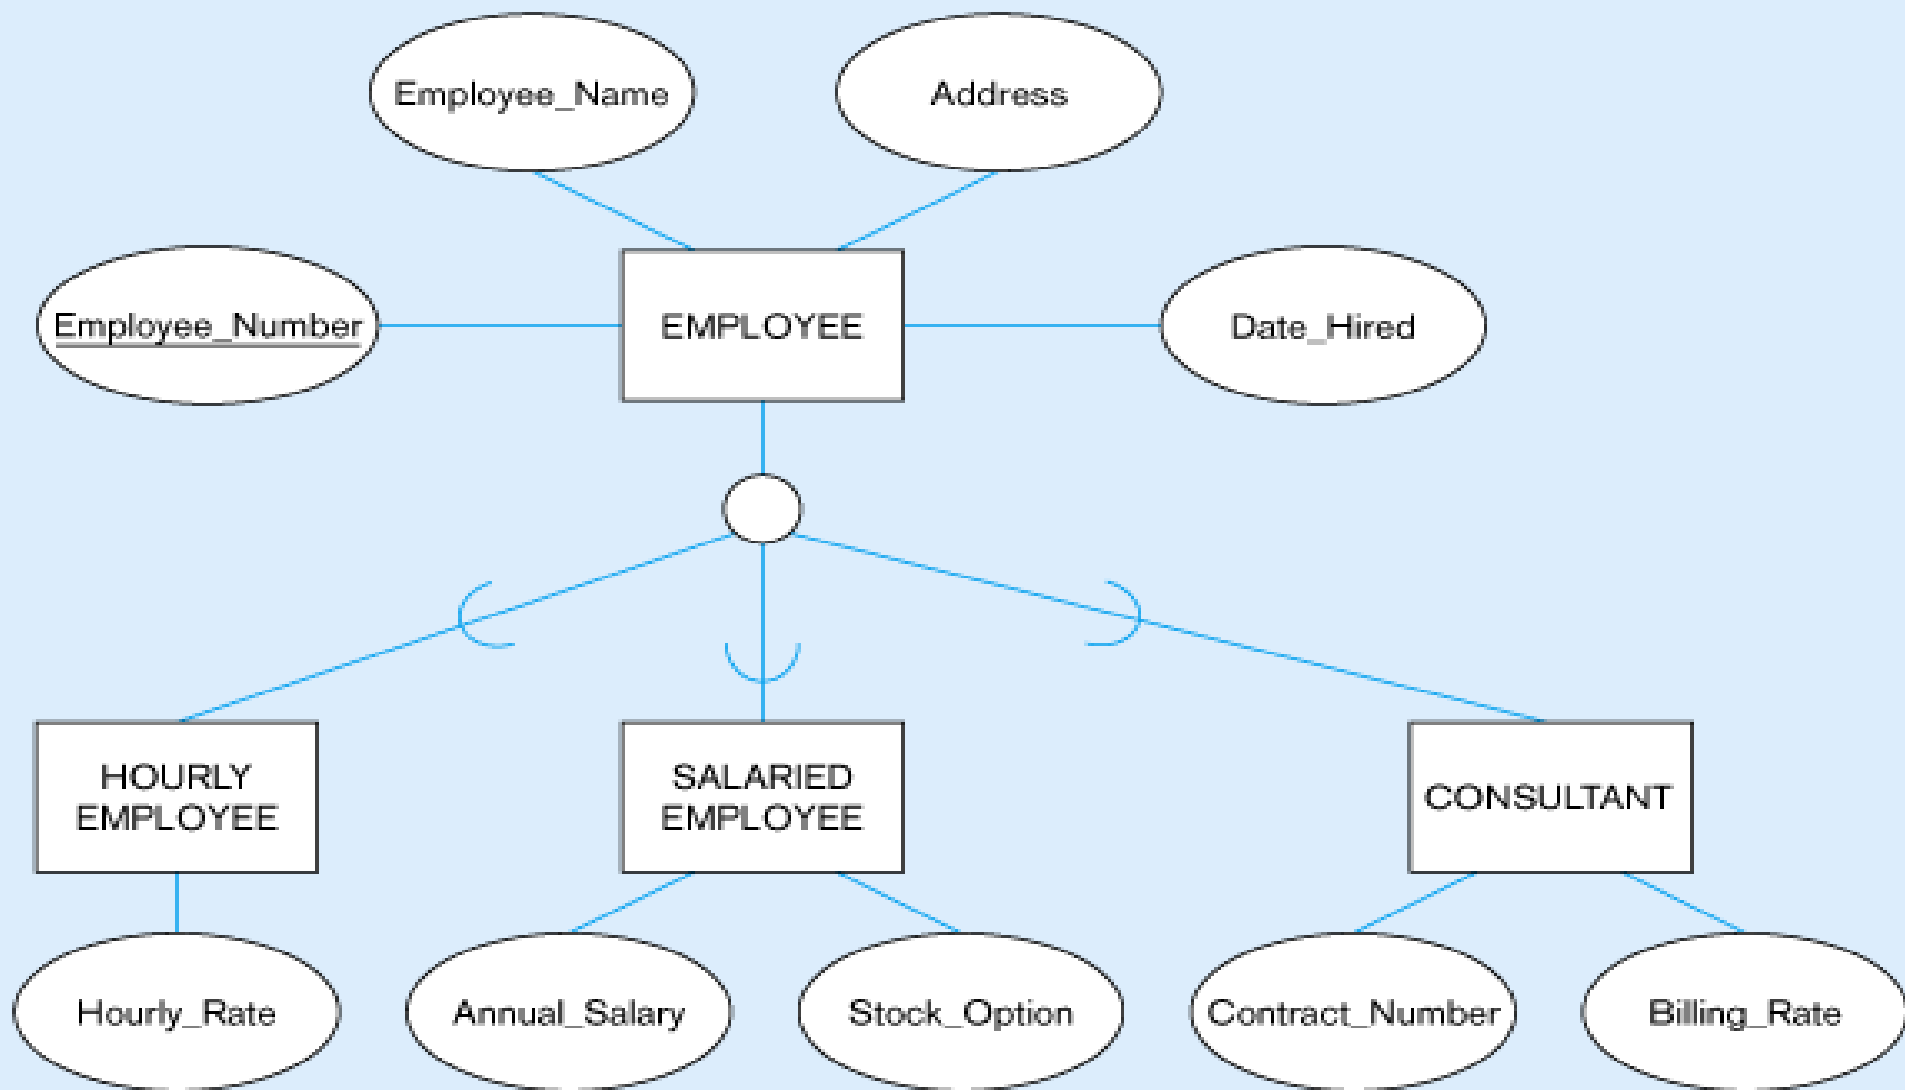 Employee_Name
Address
Employee_Number
EMPLOYEE
Date_Hired
HOURLY
EMPLOYEE
SALARIED
EMPLOYEE
CONSULTANT
Hourly_Rate
Annual_Salary
Stock_Option
Contract_Number
Billing_Rate